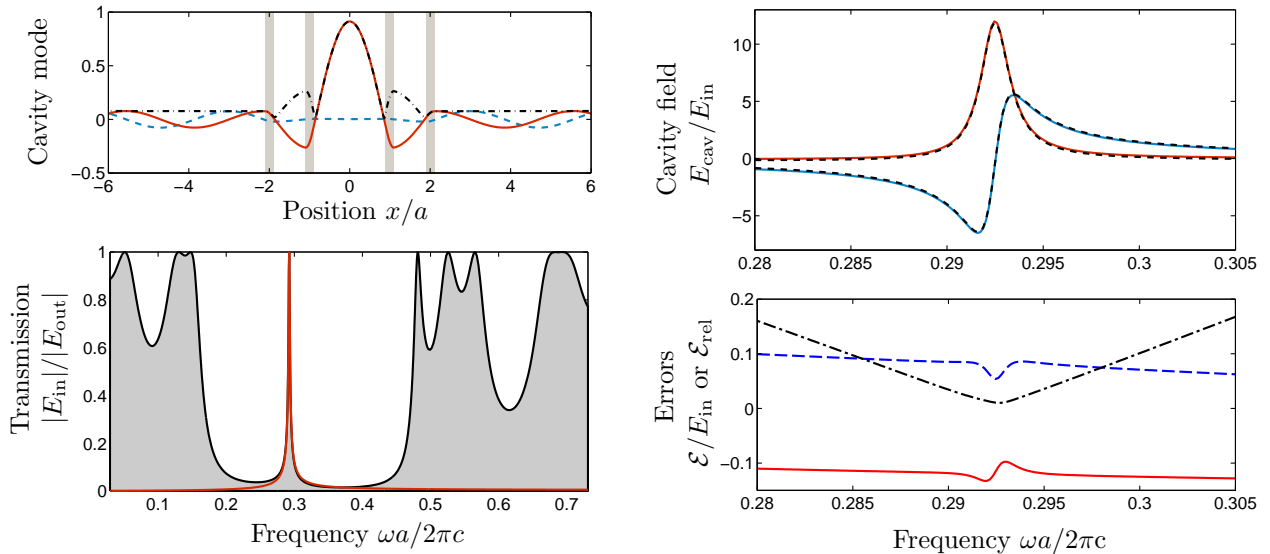 Cavity mode
1
0.5
0
−0.5
−6 −4 −2 0 2 4 6
Position x/a
Transmission
|E_in|/|E_out|
1
0.8
0.6
0.4
0.2
0
0.1 0.2 0.3 0.4 0.5 0.6 0.7
Frequency ωa/2πc
Cavity field
E_cav/E_in
10
5
0
−5
0.28 0.285 0.29 0.295 0.3 0.305
Errors
ℰ/E_in or ℰ_rel
0.2
0.1
0
−0.1
0.28 0.285 0.29 0.295 0.3 0.305
Frequency ωa/2πc